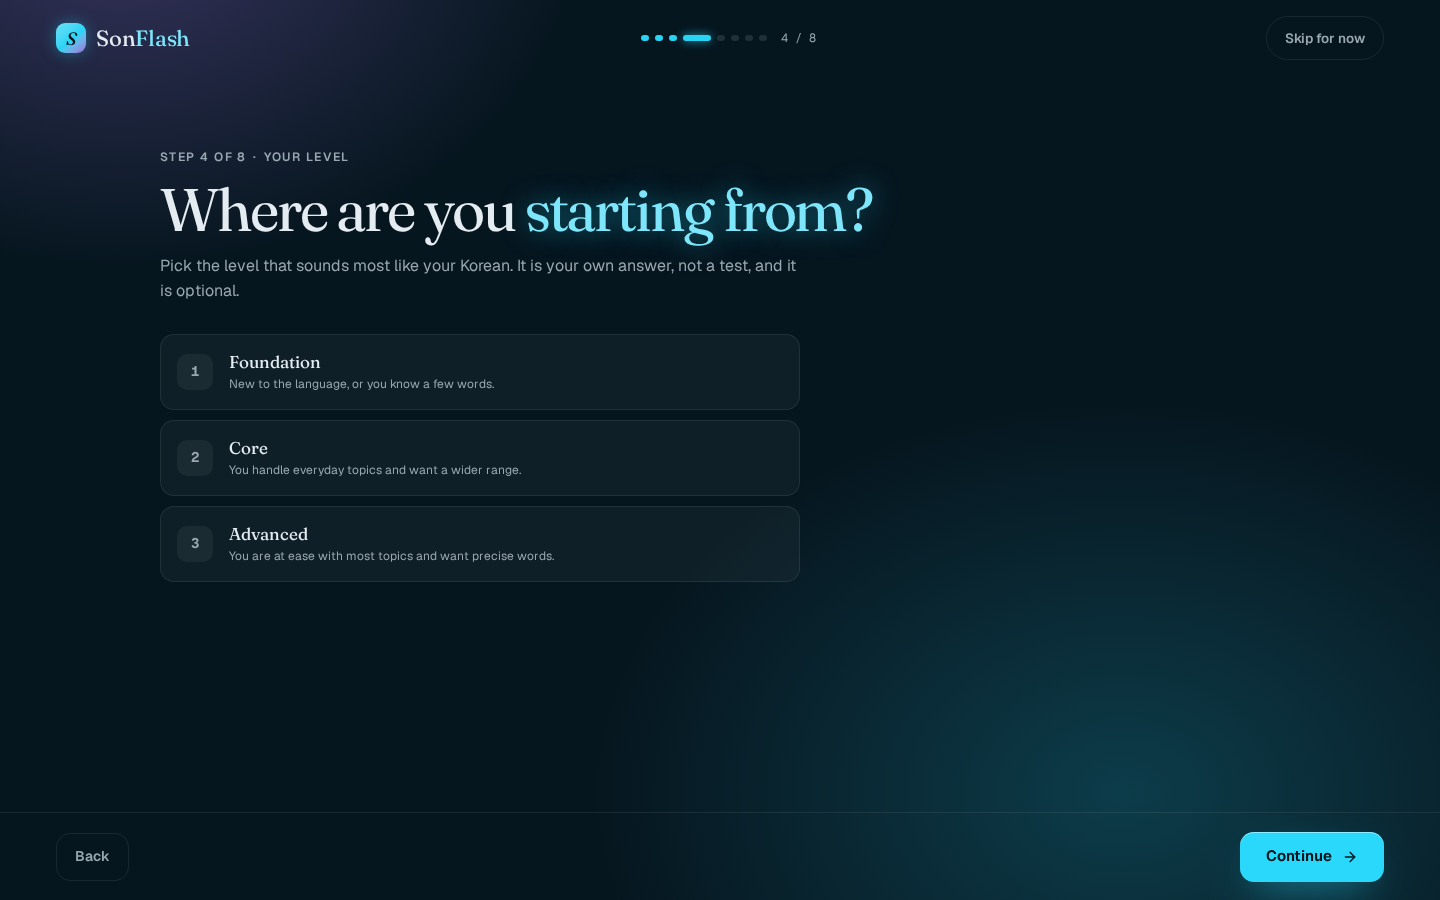 S SonFlash
4 / 8
Skip for now
STEP 4 OF 8 · YOUR LEVEL
Where are you starting from?
Pick the level that sounds most like your Korean. It is your own answer, not a test, and it
is optional.
1
Foundation
New to the language, or you know a few words.
2
Core
You handle everyday topics and want a wider range.
3
Advanced
You are at ease with most topics and want precise words.
Back
Continue →